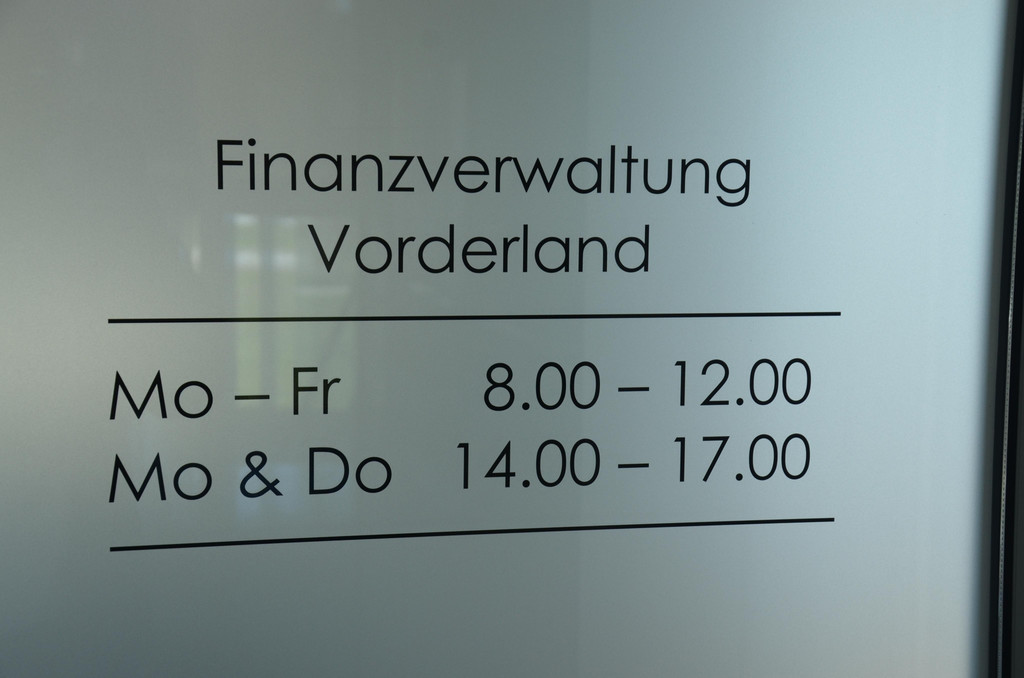 Finanzverwaltung
Vorderland
Mo – Fr 8.00 – 12.00
Mo & Do 14.00 – 17.00